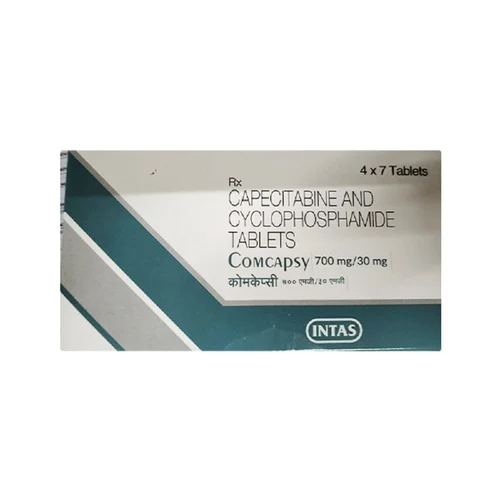 4 x 7 Tablets
Rx
CAPECITABINE AND
CYCLOPHOSPHAMIDE
TABLETS
COMCAPSY 700 mg/30 mg
कोमकेप्सी ७०० एमजी/३० एमजी
INTAS